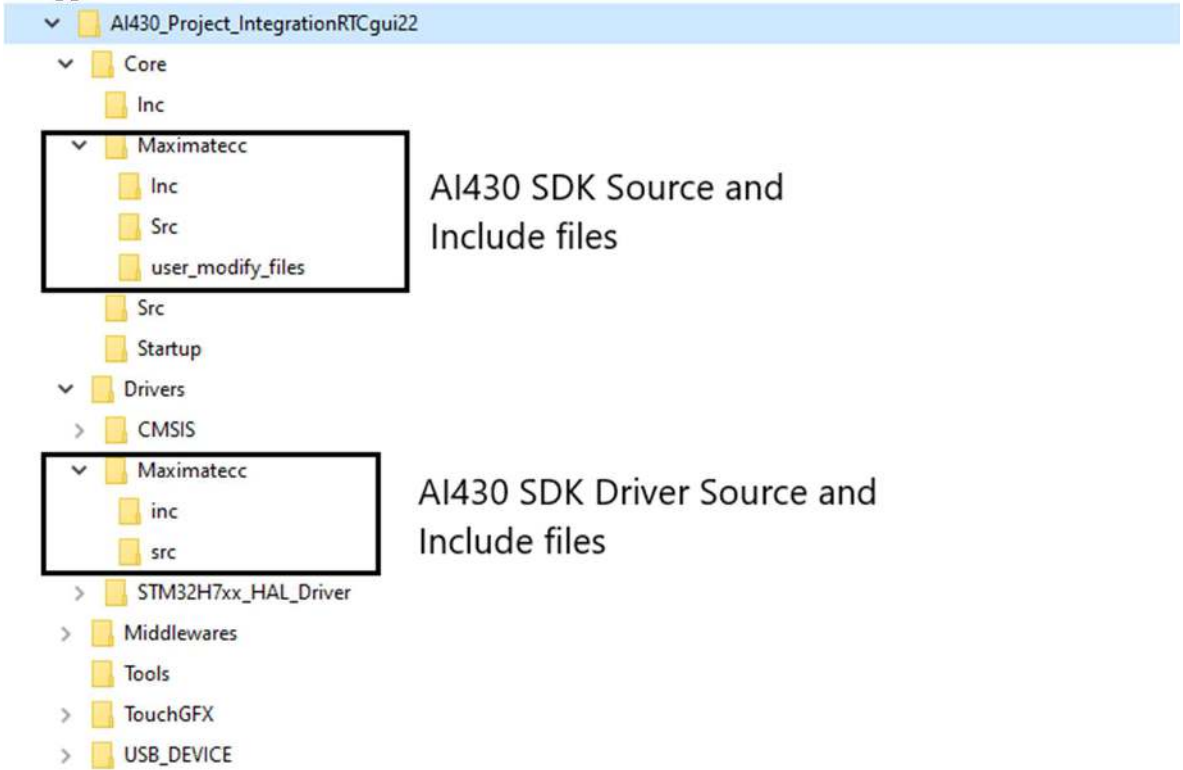 AI430_Project_IntegrationRTCgui22
Core
Inc
Maximatecc
Inc
Src
user_modify_files
AI430 SDK Source and
Include files
Src
Startup
Drivers
CMSIS
Maximatecc
inc
src
AI430 SDK Driver Source and
Include files
STM32H7xx_HAL_Driver
Middlewares
Tools
TouchGFX
USB_DEVICE